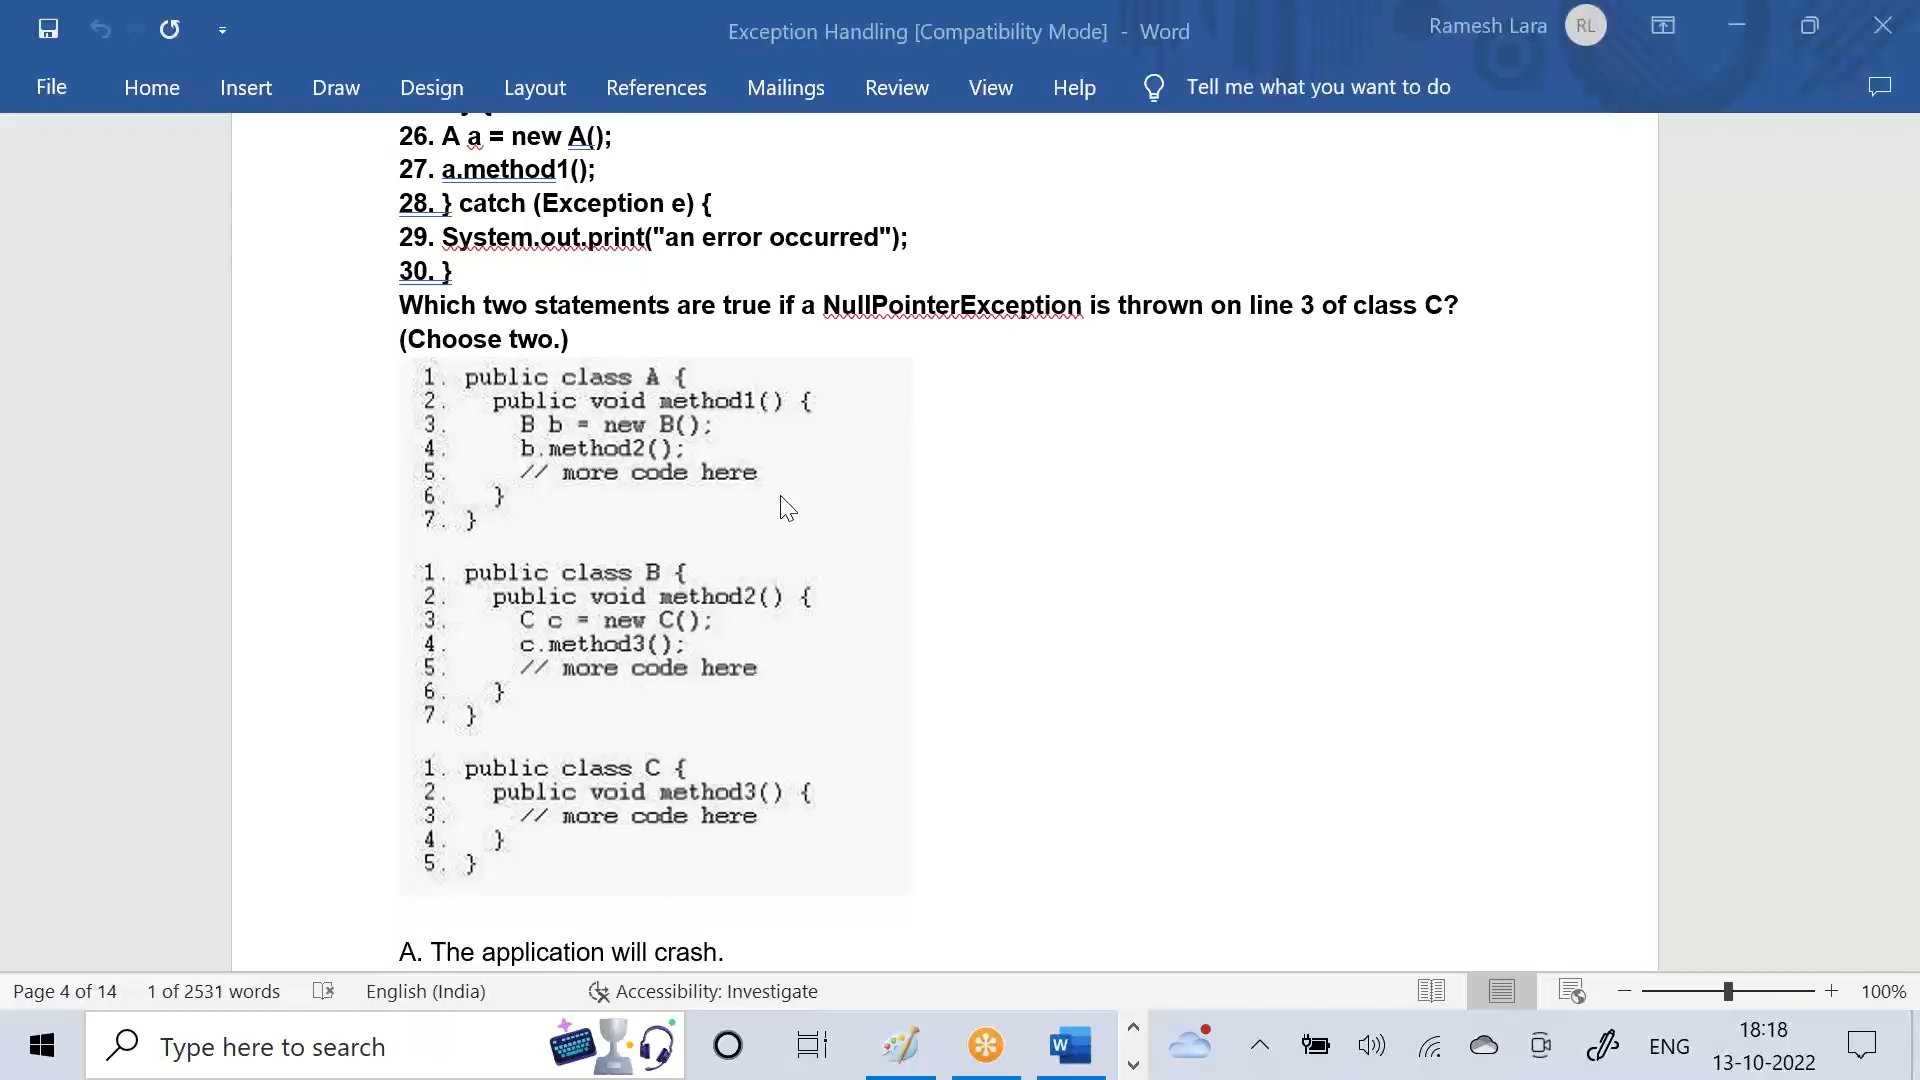 Exception Handling [Compatibility Mode] - Word
Ramesh Lara
RL
File
Home
Insert
Draw
Design
Layout
References
Mailings
Review
View
Help
Tell me what you want to do
26. A a = new A();
27. a.method1();
28. } catch (Exception e) {
29. System.out.print("an error occurred");
30. }
Which two statements are true if a NullPointerException is thrown on line 3 of class C?
(Choose two.)
1. public class A {
2. public void method1() {
3. B b = new B();
4. b.method2();
5. // more code here
6. }
7. }
1. public class B {
2. public void method2() {
3. C c = new C();
4. c.method3();
5. // more code here
6. }
7. }
1. public class C {
2. public void method3() {
3. // more code here
4. }
5. }
A. The application will crash.
Page 4 of 14
1 of 2531 words
English (India)
Accessibility: Investigate
100%
Type here to search
W
ENG
18:18
13-10-2022